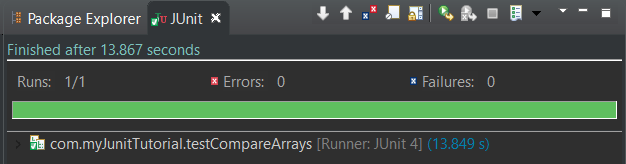 Package Explorer JUnit
Finished after 13.867 seconds
Runs: 1/1 Errors: 0 Failures: 0
com.myJunitTutorial.testCompareArrays [Runner: JUnit 4] (13.849 s)